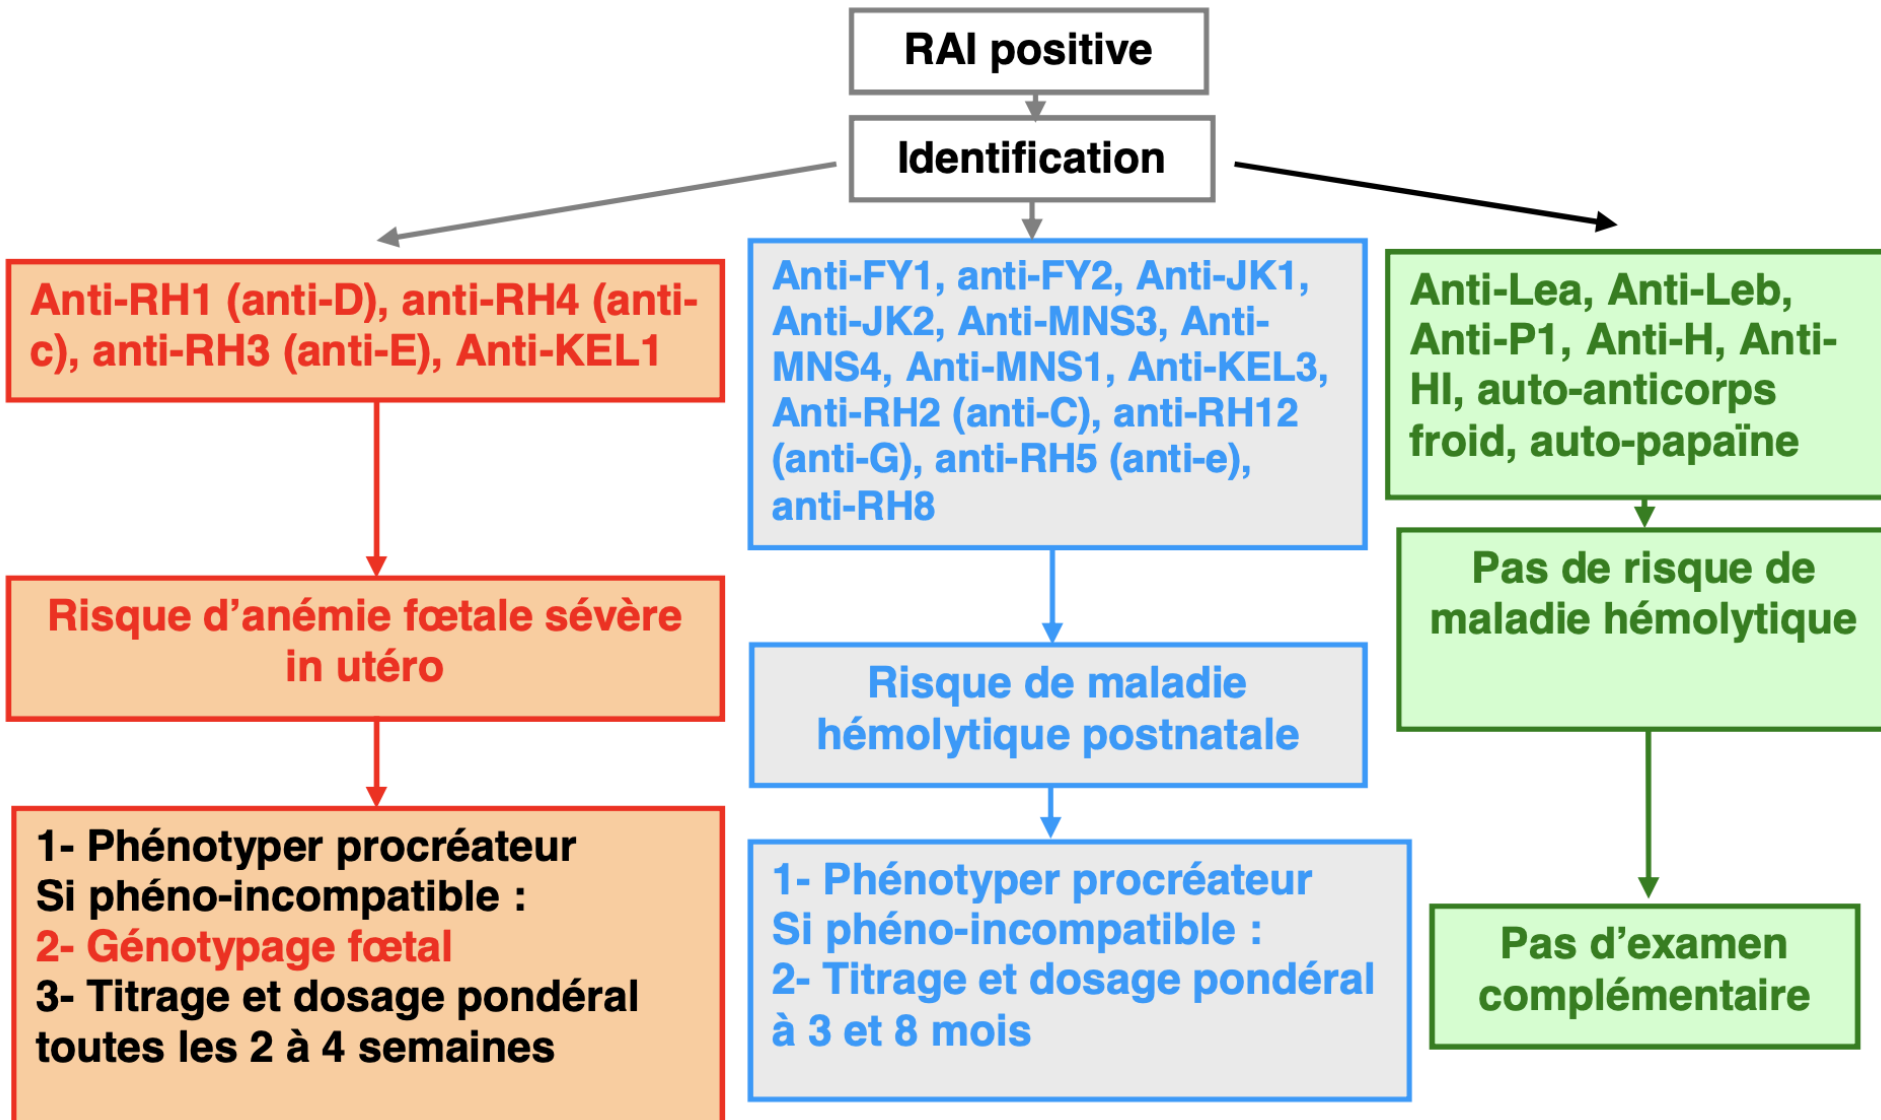 RAI positive
Identification
Anti-RH1 (anti-D), anti-RH4 (anti-
c), anti-RH3 (anti-E), Anti-KEL1
Risque d’anémie fœtale sévère
in utéro
1- Phénotyper procréateur
Si phéno-incompatible :
2- Génotypage fœtal
3- Titrage et dosage pondéral
toutes les 2 à 4 semaines
Anti-FY1, anti-FY2, Anti-JK1,
Anti-JK2, Anti-MNS3, Anti-
MNS4, Anti-MNS1, Anti-KEL3,
Anti-RH2 (anti-C), anti-RH12
(anti-G), anti-RH5 (anti-e),
anti-RH8
Risque de maladie
hémolytique postnatale
1- Phénotyper procréateur
Si phéno-incompatible :
2- Titrage et dosage pondéral
à 3 et 8 mois
Anti-Lea, Anti-Leb,
Anti-P1, Anti-H, Anti-
HI, auto-anticorps
froid, auto-papaïne
Pas de risque de
maladie hémolytique
Pas d’examen
complémentaire